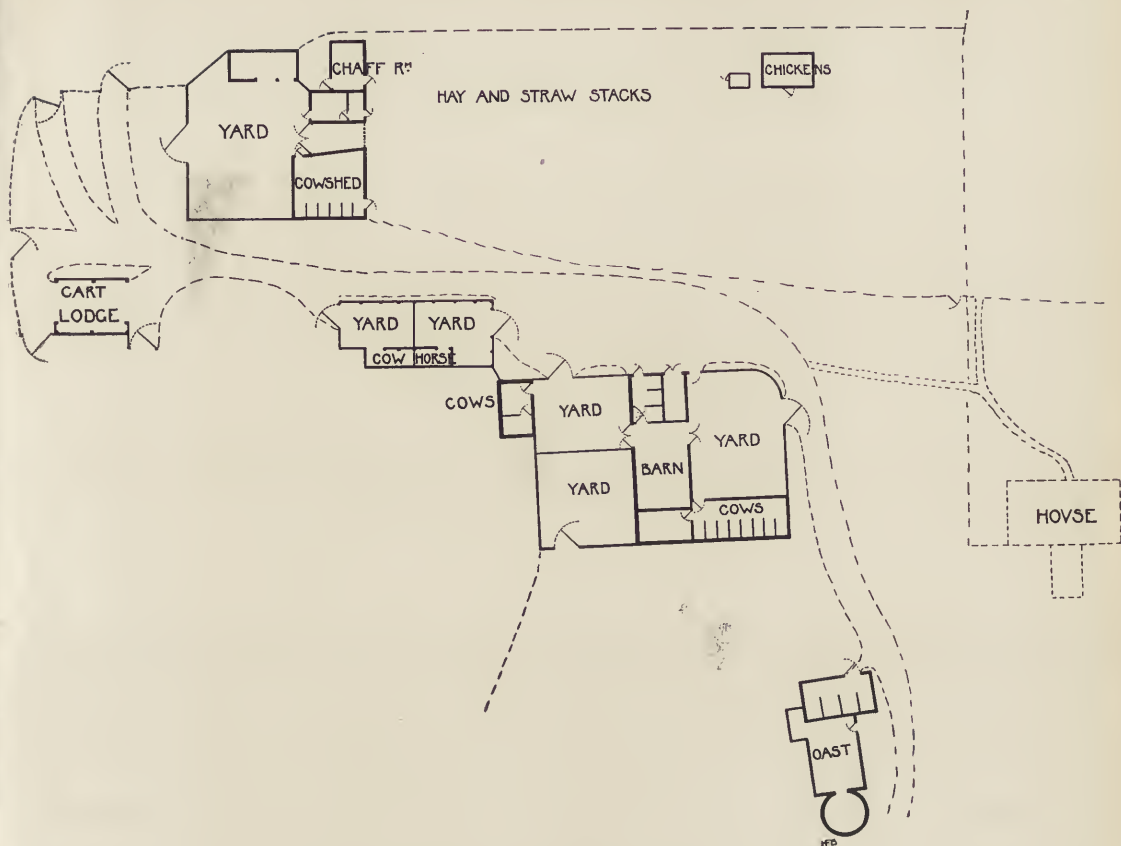 CHAFF RM
CHICKENS
HAY AND STRAW STACKS
YARD
COWSHED
CART
LODGE
YARD YARD
COW HORSE
COWS
YARD
YARD
BARN
YARD
COWS
HOVSE
OAST